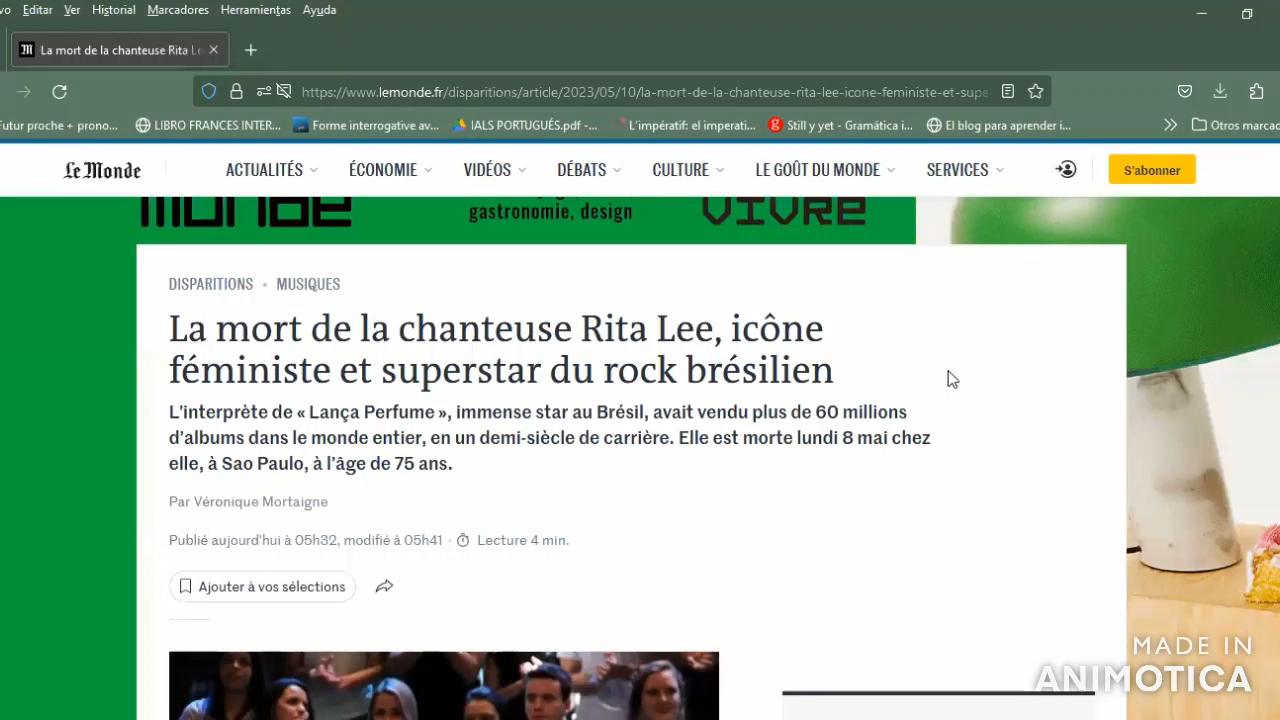 vo Editar Ver Historial Marcadores Herramientas Ayuda
La mort de la chanteuse Rita Le
https://www.lemonde.fr/disparitions/article/2023/05/10/la-mort-de-la-chanteuse-rita-lee-icone-feministe-et-supe
Futur proche + prono... LIBRO FRANCES INTER... Forme interrogative av... IALS PORTUGUÊS.pdf -... L'impératif: el imperati... Still y yet - Gramática i... El blog para aprender i... Otros marcad
Le Monde ACTUALITÉS ÉCONOMIE VIDÉOS DÉBATS CULTURE LE GOÛT DU MONDE SERVICES S'abonner
gastronomie, design VIVRE
DISPARITIONS • MUSIQUES
La mort de la chanteuse Rita Lee, icône
féministe et superstar du rock brésilien
L'interprète de « Lança Perfume », immense star au Brésil, avait vendu plus de 60 millions
d'albums dans le monde entier, en un demi-siècle de carrière. Elle est morte lundi 8 mai chez
elle, à Sao Paulo, à l'âge de 75 ans.
Par Véronique Mortaigne
Publié aujourd'hui à 05h32, modifié à 05h41 · Lecture 4 min.
Ajouter à vos sélections
MADE IN
ANIMOTICA